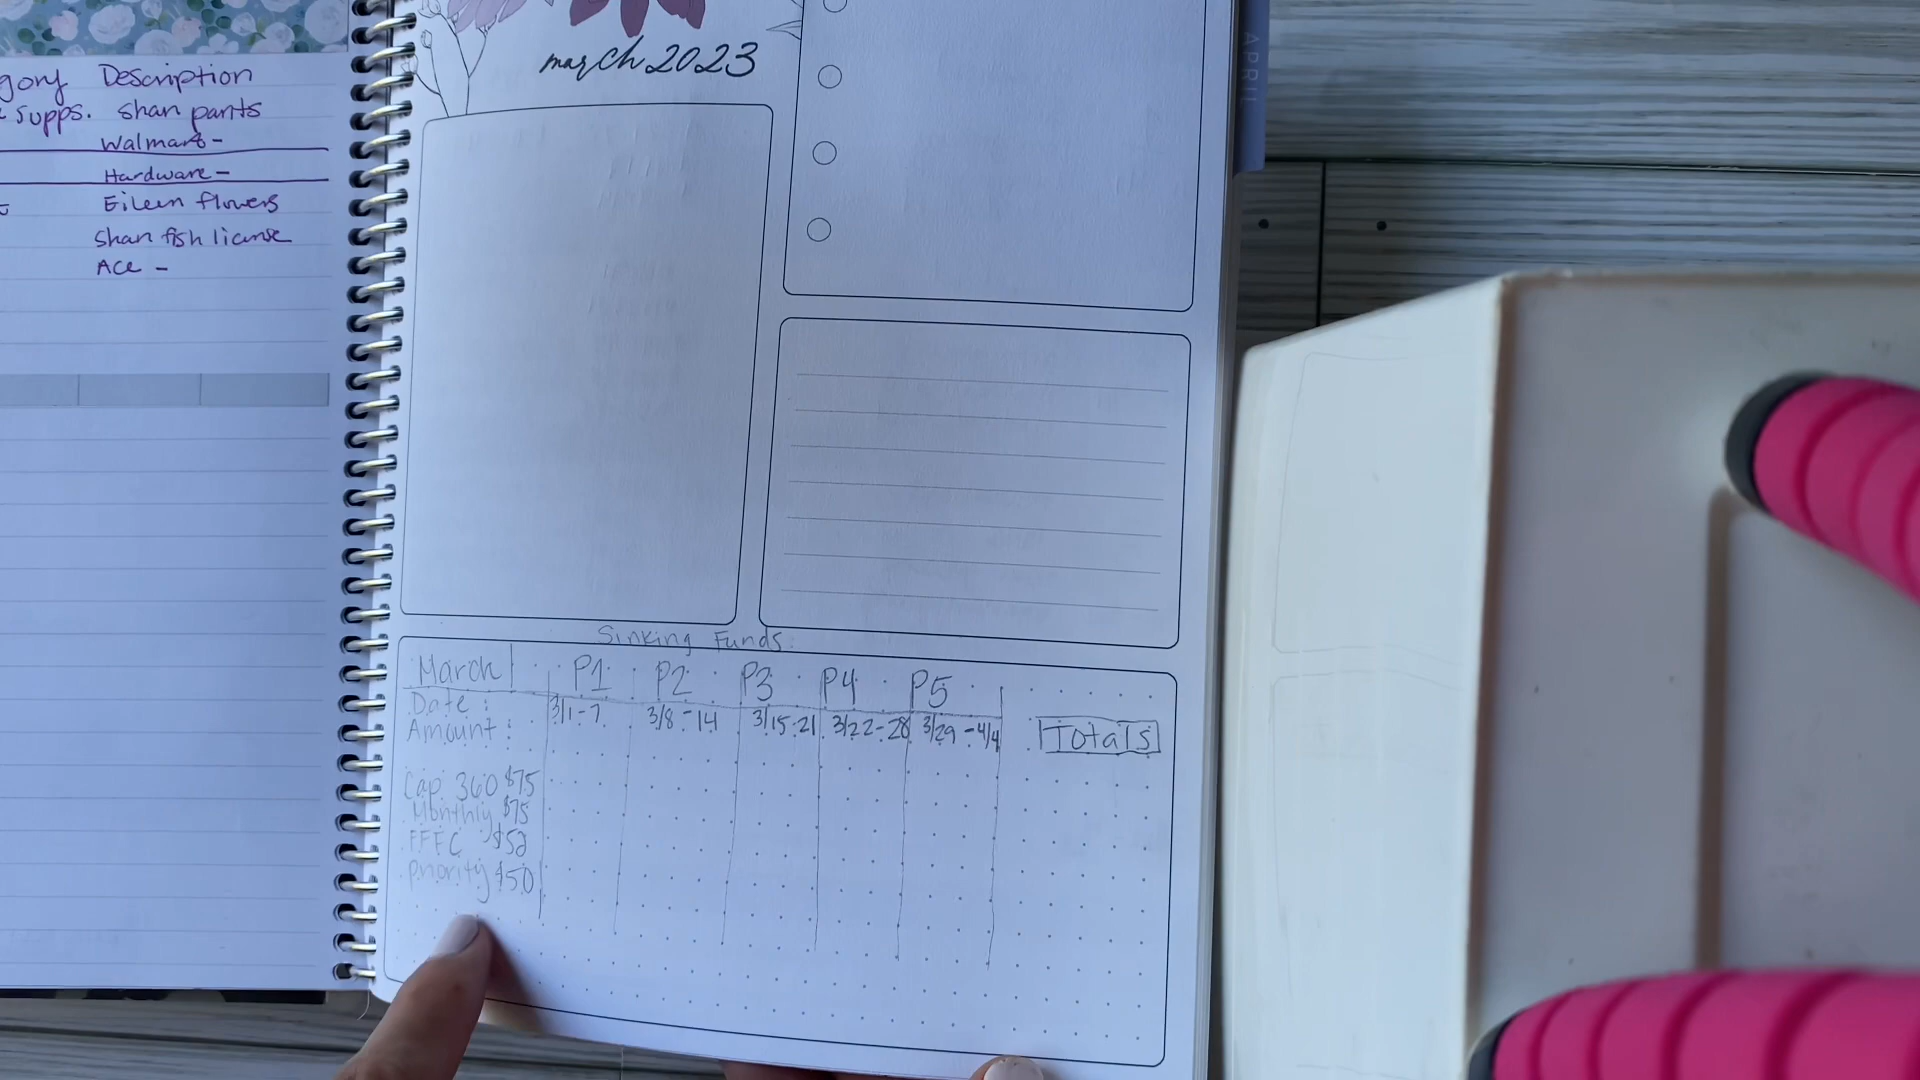 Description
Supps. Shan pants
Walmart-
Hardware-
Eileen flowers
Shan fish license
Ace -
march 2023
APRIL
Sinking Funds:
March P1 P2 P3 P4 P5
Date: 3/1-7 3/8-14 3/15-21 3/22-28 3/29-4/4
Amount: Totals
Cap 360 $75
Monthly $75
FFEC $52
Priority $50